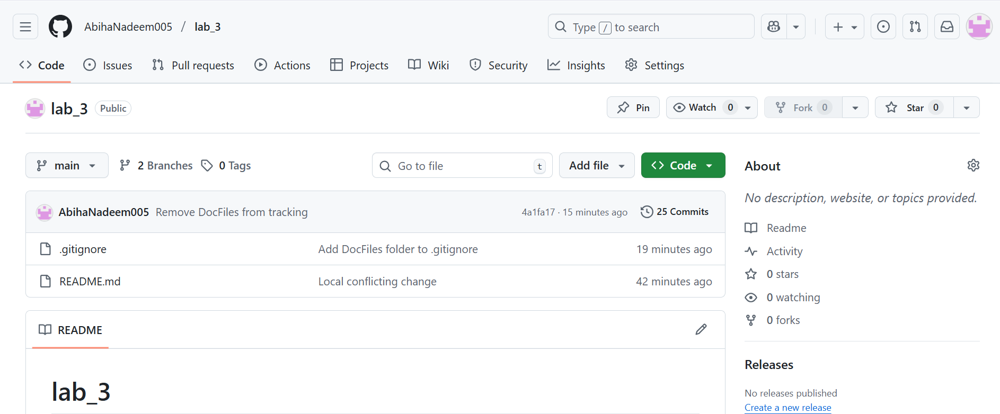 AbihaNadeem005 / lab_3
Type / to search
Code Issues Pull requests Actions Projects Wiki Security Insights Settings
lab_3 Public
Pin Watch 0 Fork 0 Star 0
main 2 Branches 0 Tags
Go to file t Add file Code
AbihaNadeem005 Remove DocFiles from tracking 4a1fa17 · 15 minutes ago 25 Commits
.gitignore Add DocFiles folder to .gitignore 19 minutes ago
README.md Local conflicting change 42 minutes ago
README
lab_3
About
No description, website, or topics provided.
Readme
Activity
0 stars
0 watching
0 forks
Releases
No releases published
Create a new release